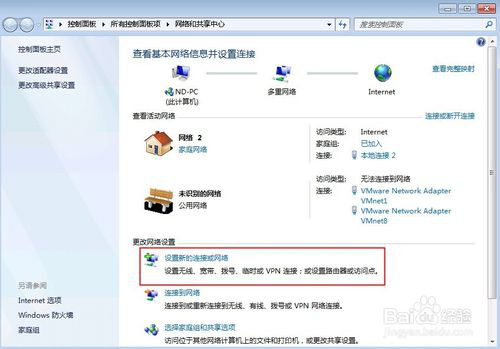 控制面板 ▸ 所有控制面板项 ▸ 网络和共享中心
搜索控制面板
控制面板主页
更改适配器设置
更改高级共享设置
查看基本网络信息并设置连接
查看完整映射
ND-PC
(此计算机)
多重网络
Internet
查看活动网络
连接或断开连接
网络 2
家庭网络
访问类型: Internet
家庭组: 已加入
连接: 本地连接 2
未识别的网络
公用网络
访问类型: 无法连接到网络
连接: VMware Network Adapter
VMnet1
VMware Network Adapter
VMnet8
更改网络设置
设置新的连接或网络
设置无线、宽带、拨号、临时或 VPN 连接；或设置路由器或访问点。
连接到网络
连接到或重新连接到无线、有线、拨号或 VPN 网络连接。
选择家庭组和共享选项
访问位于其他网络计算机上的文件和打印机，或更改共享设置。
另请参阅
Internet 选项
Windows 防火墙
家庭组
Baidu 经验
jingyan.baidu.com